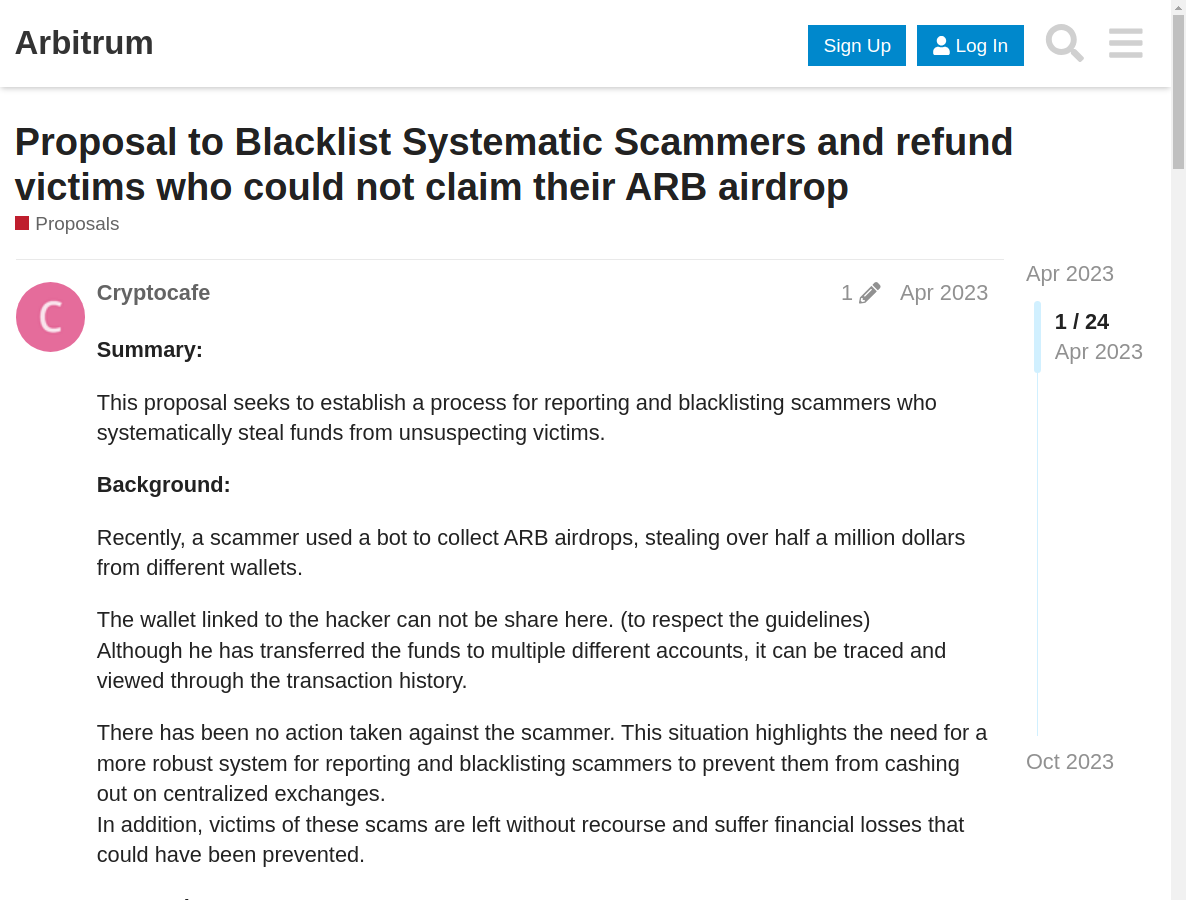 Arbitrum
Sign Up
Log In
Proposal to Blacklist Systematic Scammers and refund
victims who could not claim their ARB airdrop
Proposals
C
Cryptocafe
1
Apr 2023
Summary:
This proposal seeks to establish a process for reporting and blacklisting scammers who
systematically steal funds from unsuspecting victims.
Background:
Recently, a scammer used a bot to collect ARB airdrops, stealing over half a million dollars
from different wallets.
The wallet linked to the hacker can not be share here. (to respect the guidelines)
Although he has transferred the funds to multiple different accounts, it can be traced and
viewed through the transaction history.
There has been no action taken against the scammer. This situation highlights the need for a
more robust system for reporting and blacklisting scammers to prevent them from cashing
out on centralized exchanges.
In addition, victims of these scams are left without recourse and suffer financial losses that
could have been prevented.
Apr 2023
1 / 24
Apr 2023
Oct 2023